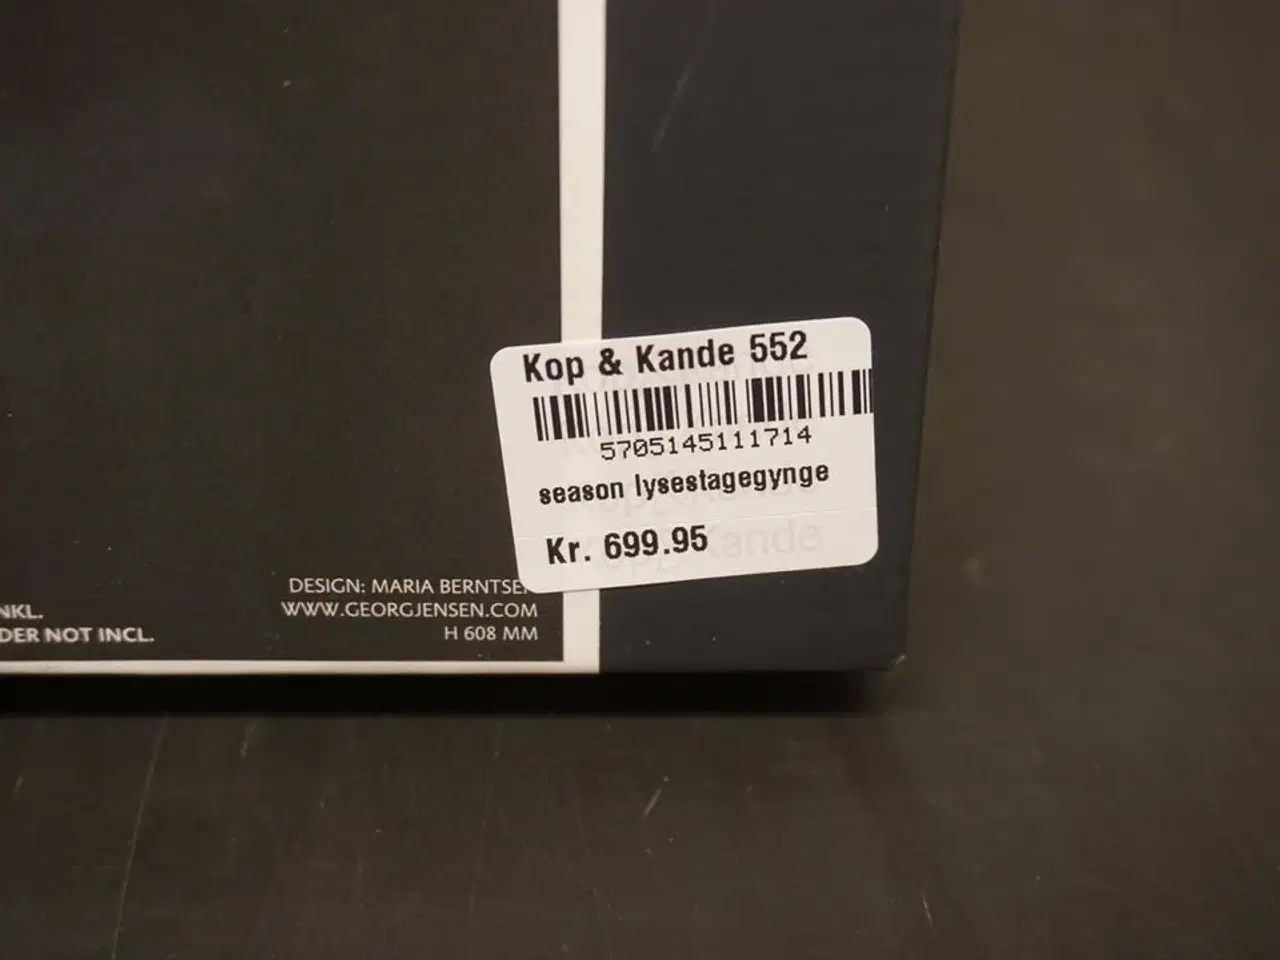 Kop & Kande 552
5705145111714
season lysestagegynge
Kr. 699.95
DESIGN: MARIA BERNTSEN
WWW.GEORGJENSEN.COM
H 608 MM
NKL.
DER NOT INCL.